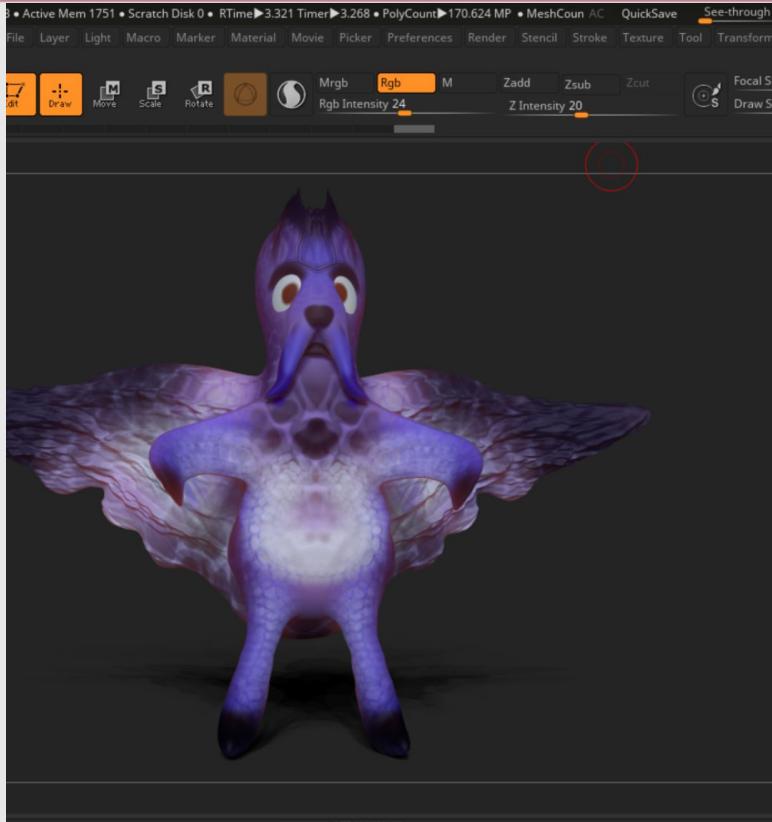 • Active Mem 1751 • Scratch Disk 0 • RTime▶3.321 Timer▶3.268 • PolyCount▶170.624 MP • MeshCoun AC QuickSave See-through
File Layer Light Macro Marker Material Movie Picker Preferences Render Stencil Stroke Texture Tool Transform
Mrgb Rgb M Zadd Zsub Zcut Focal S
Edit Draw Move Scale Rotate Rgb Intensity 24 Z Intensity 20 Draw S